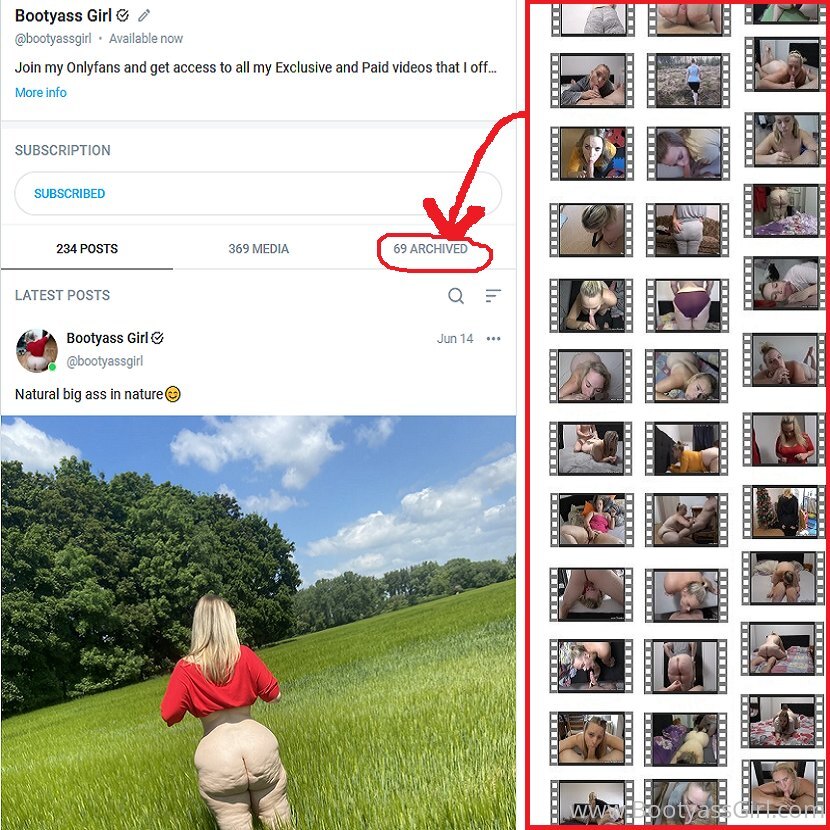 Bootyass Girl
@bootyassgirl • Available now
Join my Onlyfans and get access to all my Exclusive and Paid videos that I off...
More info
SUBSCRIPTION
SUBSCRIBED
234 POSTS
369 MEDIA
69 ARCHIVED
LATEST POSTS
Bootyass Girl
Jun 14
@bootyassgirl
Natural big ass in nature😊
www.BootyassGirl.com